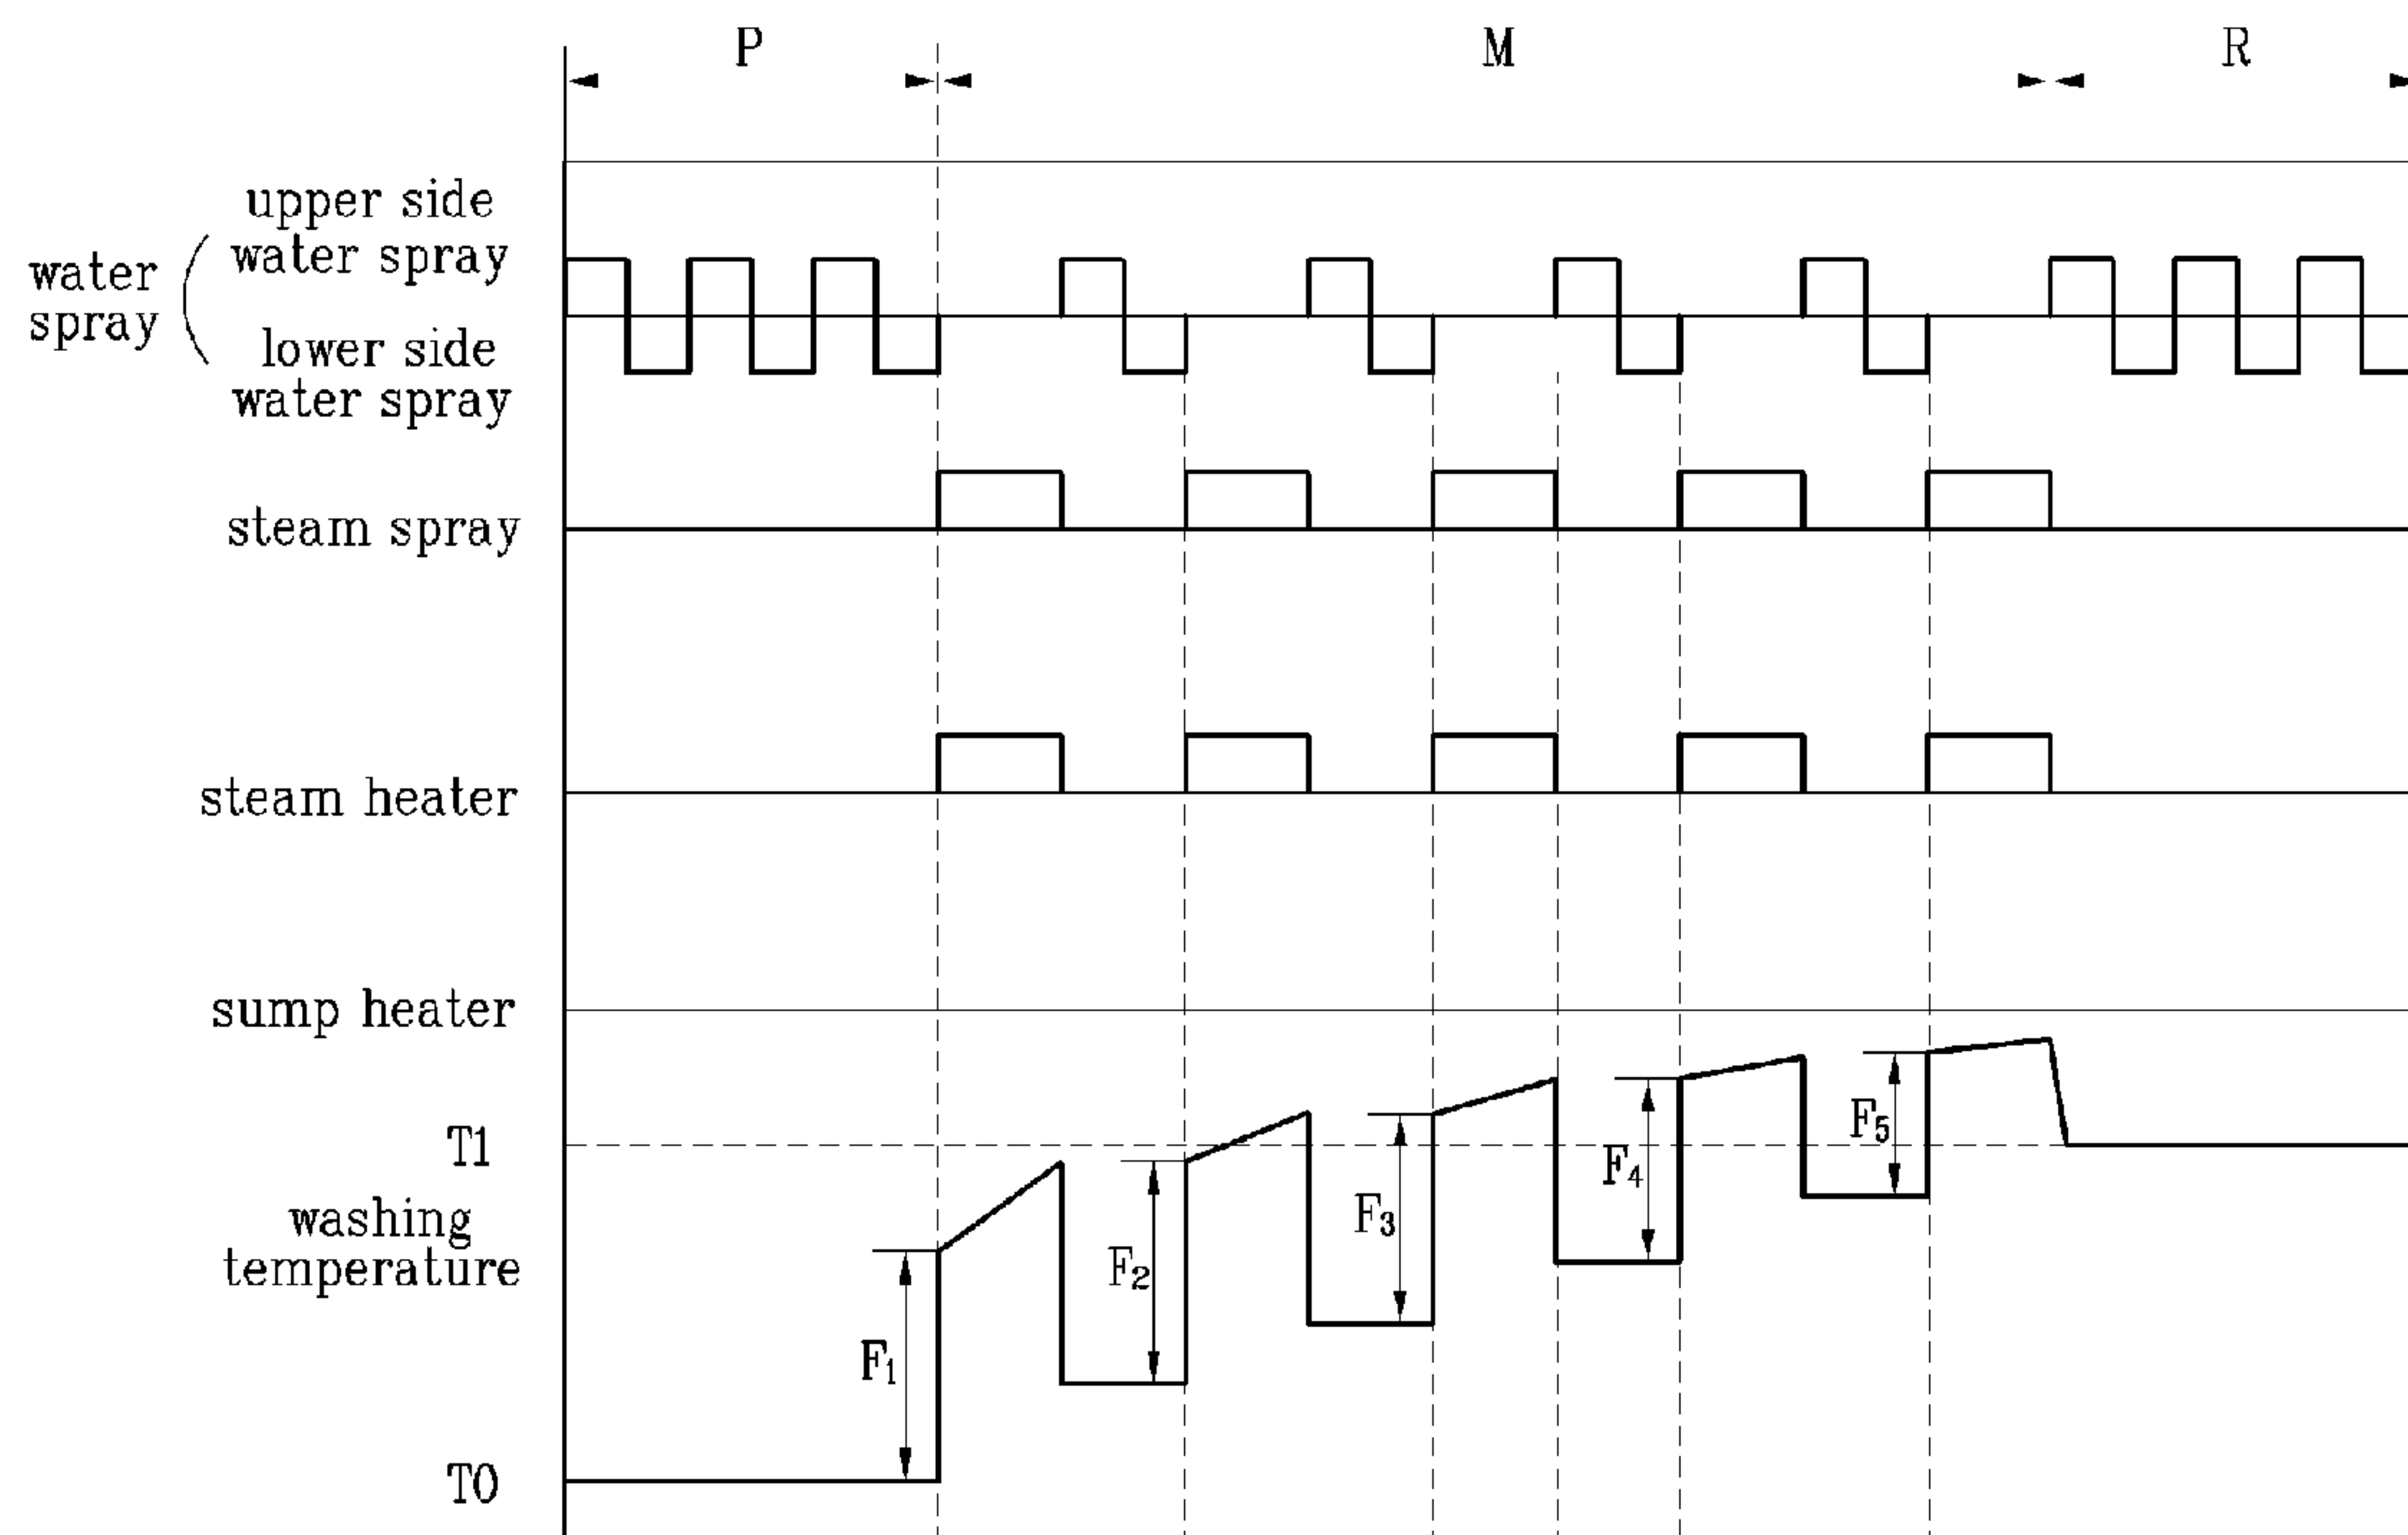 P M R
upper side
water spray
water
spray
lower side
water spray
steam spray
steam heater
sump heater
T1
washing
temperature
T0
F1
F2
F3
F4
F5